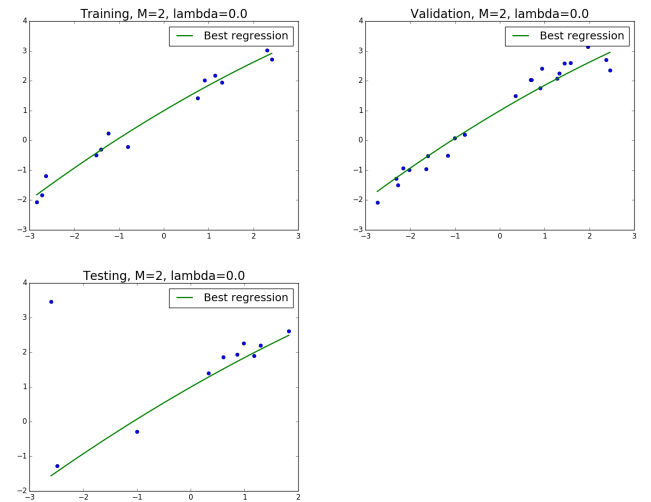 Training, M=2, lambda=0.0
Best regression
4
3
2
1
0
−1
−2
−3
−3 −2 −1 0 1 2 3
Validation, M=2, lambda=0.0
Best regression
4
3
2
1
0
−1
−2
−3
−3 −2 −1 0 1 2 3
Testing, M=2, lambda=0.0
Best regression
4
3
2
1
0
−1
−2
−3 −2 −1 0 1 2